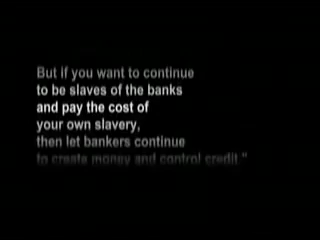 But if you want to continue
to be slaves of the banks
and pay the cost of
your own slavery,
then let bankers continue
to create money and control credit "